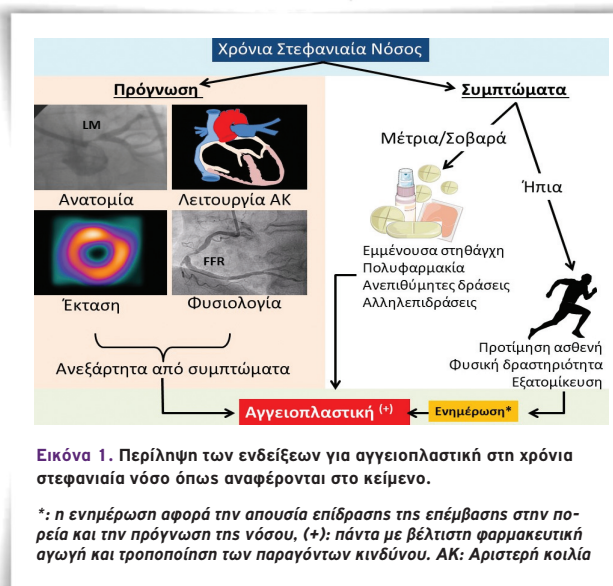 Χρόνια Στεφανιαία Νόσος
Πρόγνωση
LM
Ανατομία
Λειτουργία ΑΚ
FFR
Έκταση
Φυσιολογία
Ανεξάρτητα από συμπτώματα
Συμπτώματα
Μέτρια/Σοβαρά
Ήπια
Εμμένουσα στηθάγχη
Πολυφαρμακία
Ανεπιθύμητες δράσεις
Αλληλεπιδράσεις
Προτίμηση ασθενή
Φυσική δραστηριότητα
Εξατομίκευση
Αγγειοπλαστική (+)
Ενημέρωση*
Εικόνα 1. Περίληψη των ενδείξεων για αγγειοπλαστική στη χρόνια
στεφανιαία νόσο όπως αναφέρονται στο κείμενο.
*: η ενημέρωση αφορά την απουσία επίδρασης της επέμβασης στην πο-
ρεία και την πρόγνωση της νόσου, (+): πάντα με βέλτιστη φαρμακευτική
αγωγή και τροποποίηση των παραγόντων κινδύνου. ΑΚ: Αριστερή κοιλία